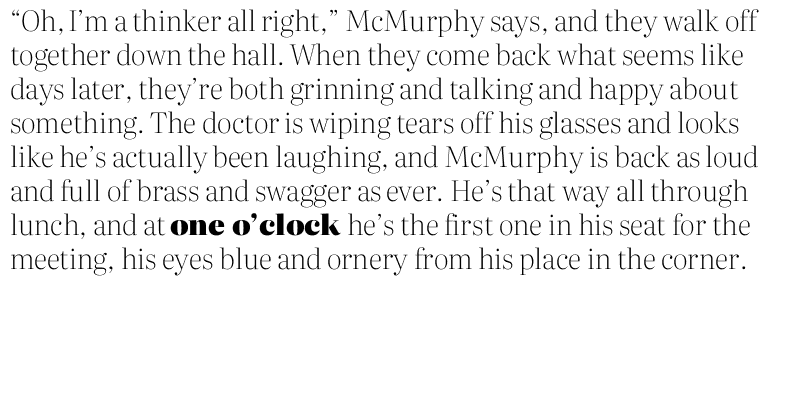 “Oh, I’m a thinker all right,” McMurphy says, and they walk off
together down the hall. When they come back what seems like
days later, they’re both grinning and talking and happy about
something. The doctor is wiping tears off his glasses and looks
like he’s actually been laughing, and McMurphy is back as loud
and full of brass and swagger as ever. He’s that way all through
lunch, and at one o’clock he’s the first one in his seat for the
meeting, his eyes blue and ornery from his place in the corner.